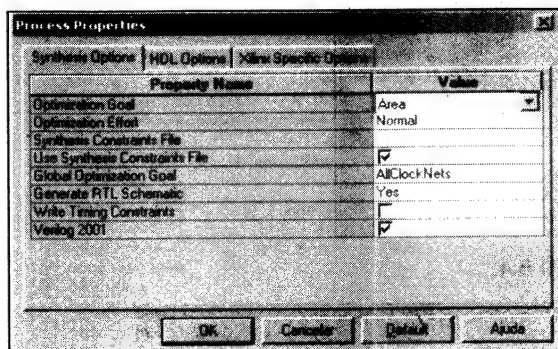 Process Properties
Synthesis Options HDL Options Xilinx Specific Options
Property Name Value
Optimization Goal Area
Optimization Effort Normal
Synthesis Constraints File
Use Synthesis Constraints File
Global Optimization Goal AllClockNets
Generate RTL Schematic Yes
Write Timing Constraints
Verilog 2001
OK Cancelar Default Ajuda